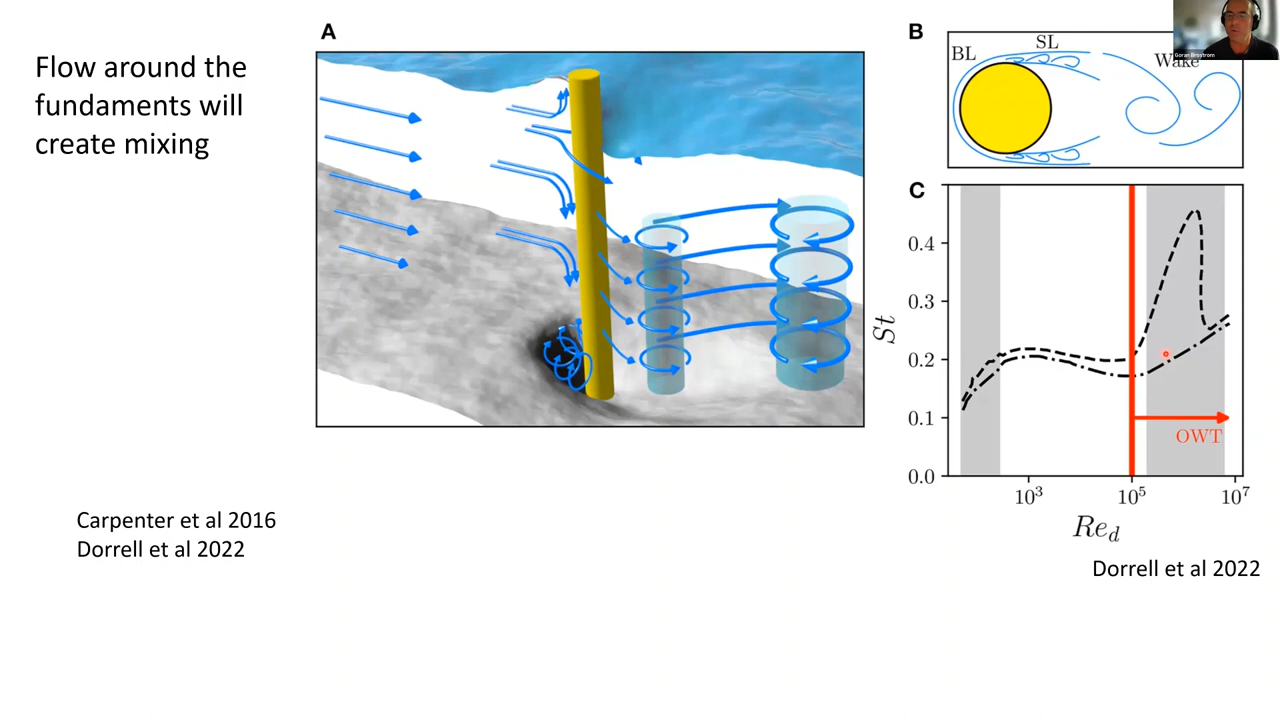 Flow around the
fundaments will
create mixing
A
B
BL
SL
Wake
Goran Broström
C
St
0.4
0.3
0.2
0.1
0.0
OWT
10³
10⁵
10⁷
Re_d
Carpenter et al 2016
Dorrell et al 2022
Dorrell et al 2022